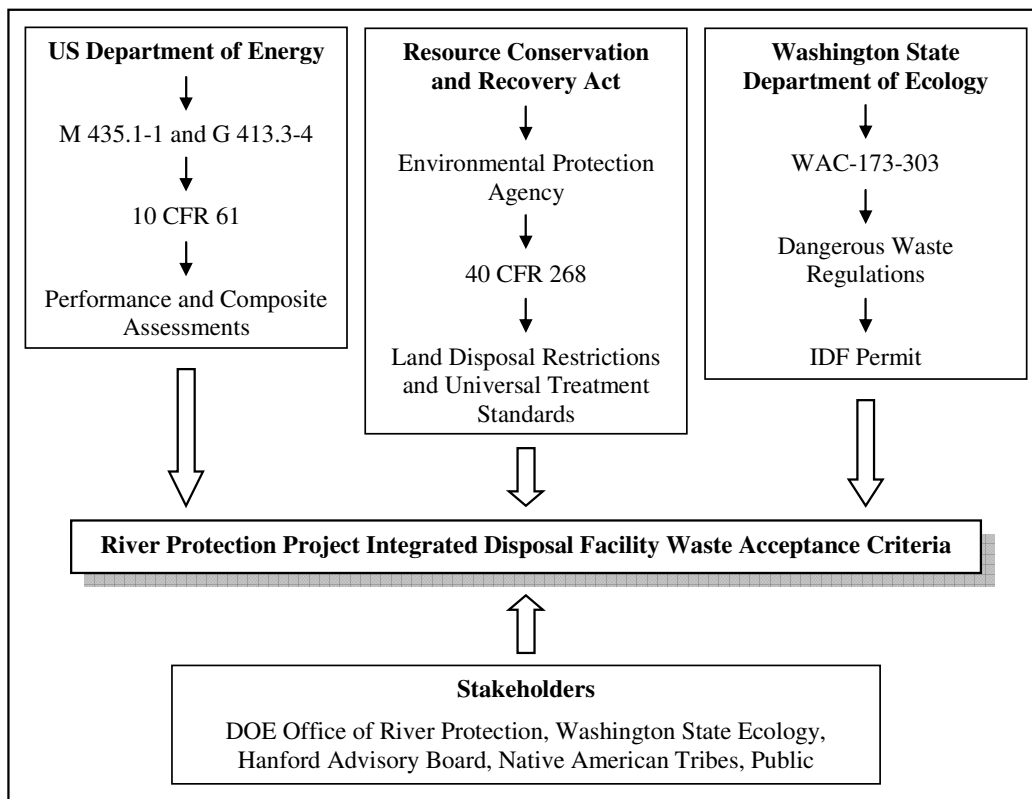 US Department of Energy
M 435.1-1 and G 413.3-4
10 CFR 61
Performance and Composite
Assessments
Resource Conservation
and Recovery Act
Environmental Protection
Agency
40 CFR 268
Land Disposal Restrictions
and Universal Treatment
Standards
Washington State
Department of Ecology
WAC-173-303
Dangerous Waste
Regulations
IDF Permit
River Protection Project Integrated Disposal Facility Waste Acceptance Criteria
Stakeholders
DOE Office of River Protection, Washington State Ecology,
Hanford Advisory Board, Native American Tribes, Public